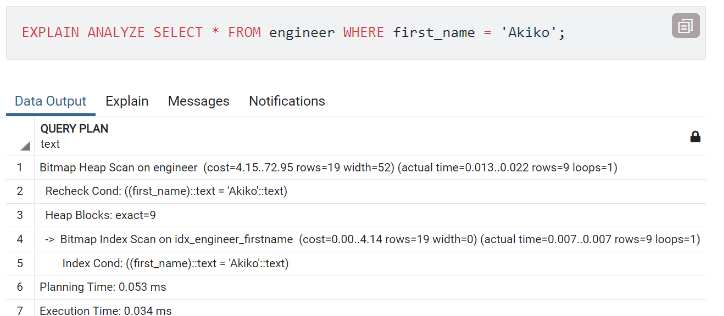 EXPLAIN ANALYZE SELECT * FROM engineer WHERE first_name = 'Akiko';
Data Output Explain Messages Notifications
QUERY PLAN
text
1 Bitmap Heap Scan on engineer (cost=4.15..72.95 rows=19 width=52) (actual time=0.013..0.022 rows=9 loops=1)
2 Recheck Cond: ((first_name)::text = 'Akiko'::text)
3 Heap Blocks: exact=9
4 -> Bitmap Index Scan on idx_engineer_firstname (cost=0.00..4.14 rows=19 width=0) (actual time=0.007..0.007 rows=9 loops=1)
5 Index Cond: ((first_name)::text = 'Akiko'::text)
6 Planning Time: 0.053 ms
7 Execution Time: 0.034 ms